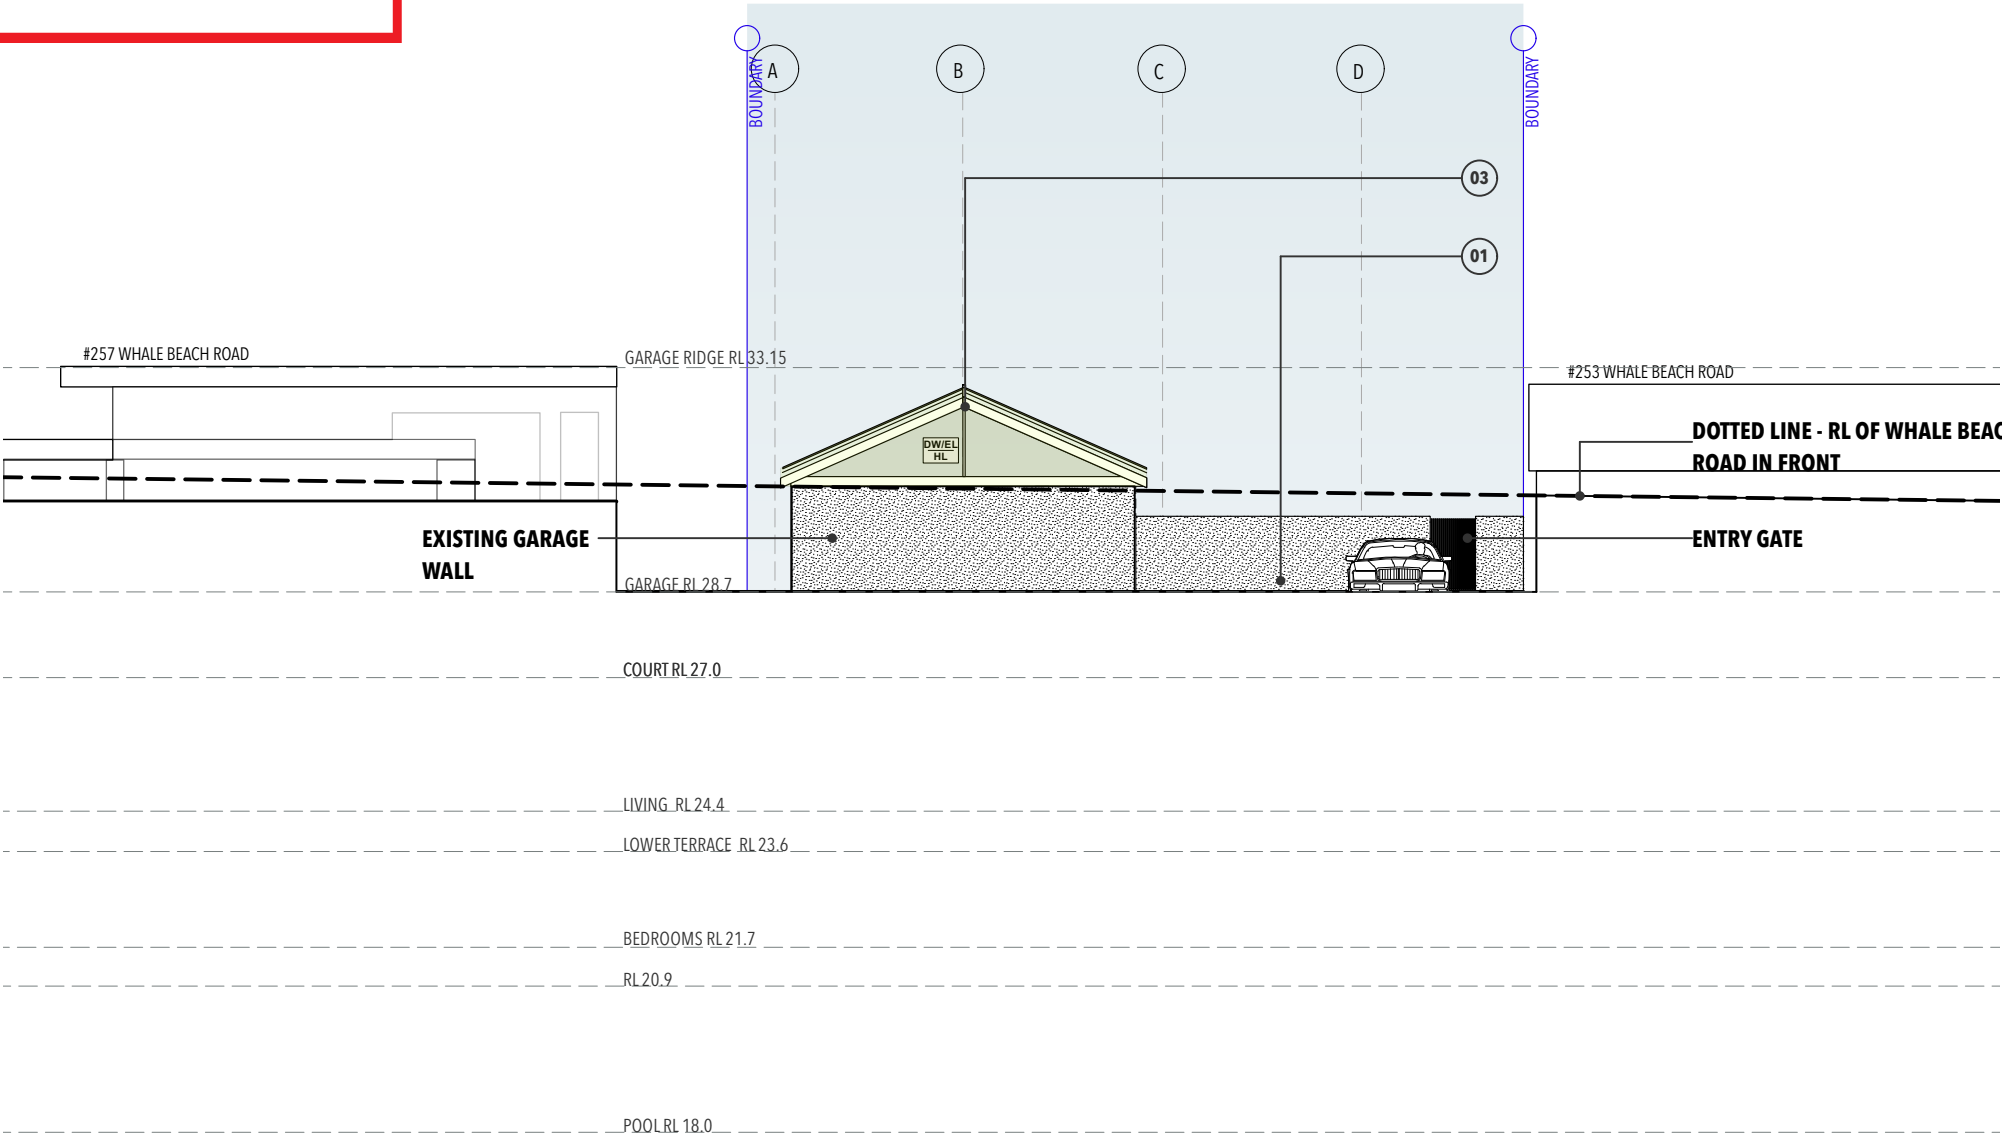 A
B
C
D
BOUNDARY
BOUNDARY
03
01
#257 WHALE BEACH ROAD
GARAGE RIDGE RL 33.15
#253 WHALE BEACH ROAD
DOTTED LINE - RL OF WHALE BEAC
ROAD IN FRONT
DW/EL
HL
EXISTING GARAGE
WALL
ENTRY GATE
GARAGE RL 28.7
COURT RL 27.0
LIVING RL 24.4
LOWER TERRACE RL 23.6
BEDROOMS RL 21.7
RL 20.9
POOL RL 18.0